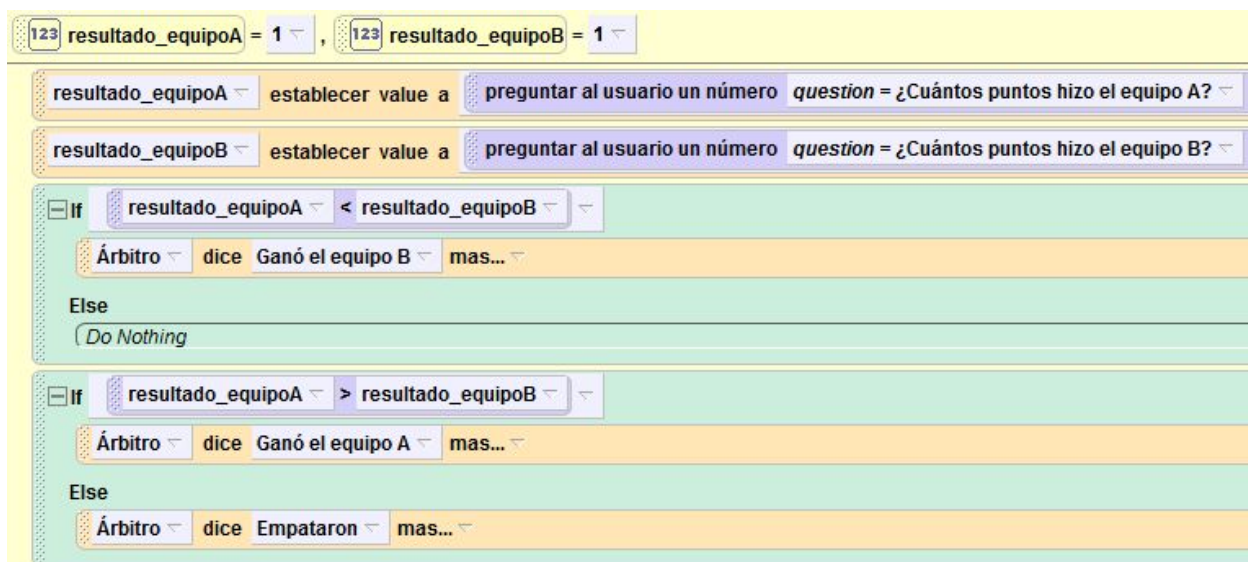 123 resultado_equipoA = 1 , 123 resultado_equipoB = 1
resultado_equipoA establecer value a preguntar al usuario un número question = ¿Cuántos puntos hizo el equipo A?
resultado_equipoB establecer value a preguntar al usuario un número question = ¿Cuántos puntos hizo el equipo B?
If resultado_equipoA < resultado_equipoB
Árbitro dice Ganó el equipo B mas...
Else
Do Nothing
If resultado_equipoA > resultado_equipoB
Árbitro dice Ganó el equipo A mas...
Else
Árbitro dice Empataron mas...